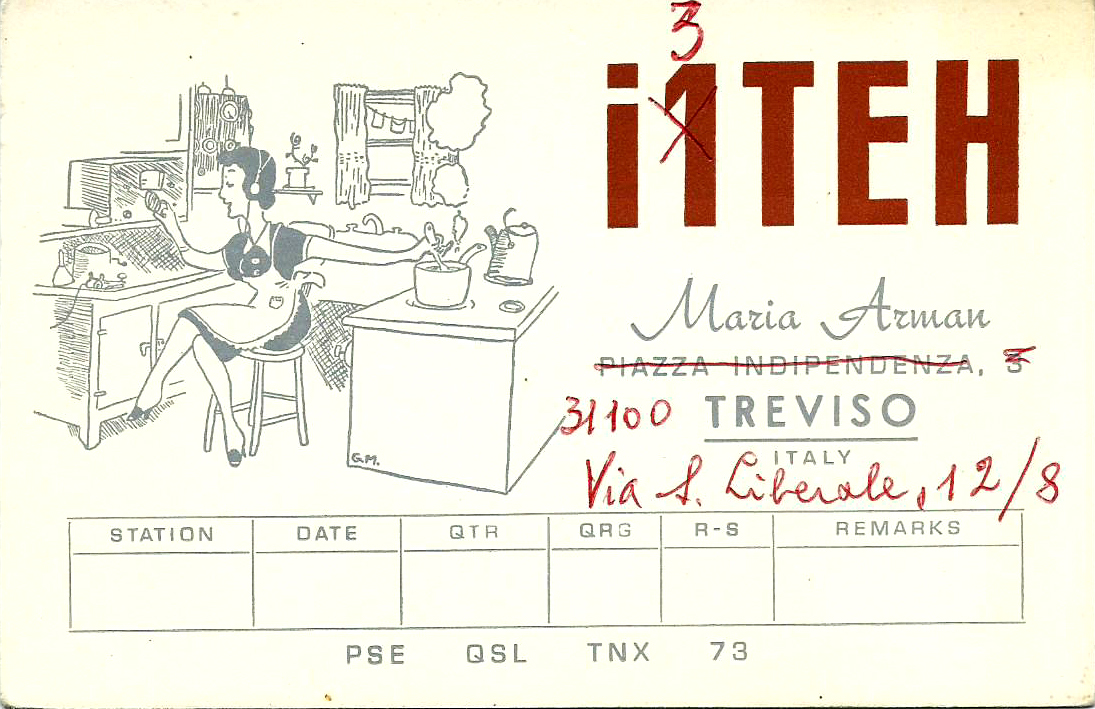 3
i1TEH
Maria Arman
PIAZZA INDIPENDENZA, 3
31100 TREVISO
ITALY
Via S. Liberale, 12/8
G.M.
STATION DATE QTR QRG R-S REMARKS
PSE QSL TNX 73